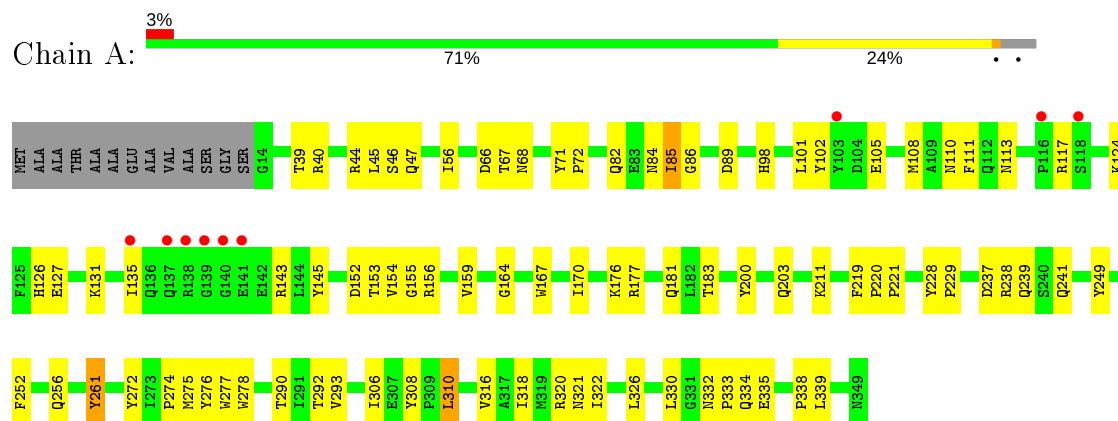 3%
Chain A:
71%
24%
• •
MET ALA ALA THR ALA ALA GLU ALA VAL ALA SER GLY SER G14 T39 R40 R44 L45 S46 Q47 I56 D66 T67 N68 Y71 P72 Q82 E83 N84 I85 G86 D89 H98 L101 Y102 Y103 D104 E105 M108 A109 N110 F111 Q112 N113 P116 R117 S118 K124
F125 H126 E127 K131 I135 Q136 Q137 R138 G139 G140 E141 E142 R143 L144 Y145 D152 T153 V154 G155 R156 V159 G164 W167 I170 K176 R177 Q181 L182 T183 Y200 Q203 K211 F219 P220 P221 Y228 P229 D237 R238 Q239 S240 Q241 Y249
F252 Q256 Y261 Y272 I273 P274 M275 Y276 W277 W278 T290 I291 T292 V293 I306 E307 Y308 P309 L310 V316 A317 I318 M319 R320 N321 I322 L326 L330 G331 N332 P333 Q334 E335 P338 L339 N349